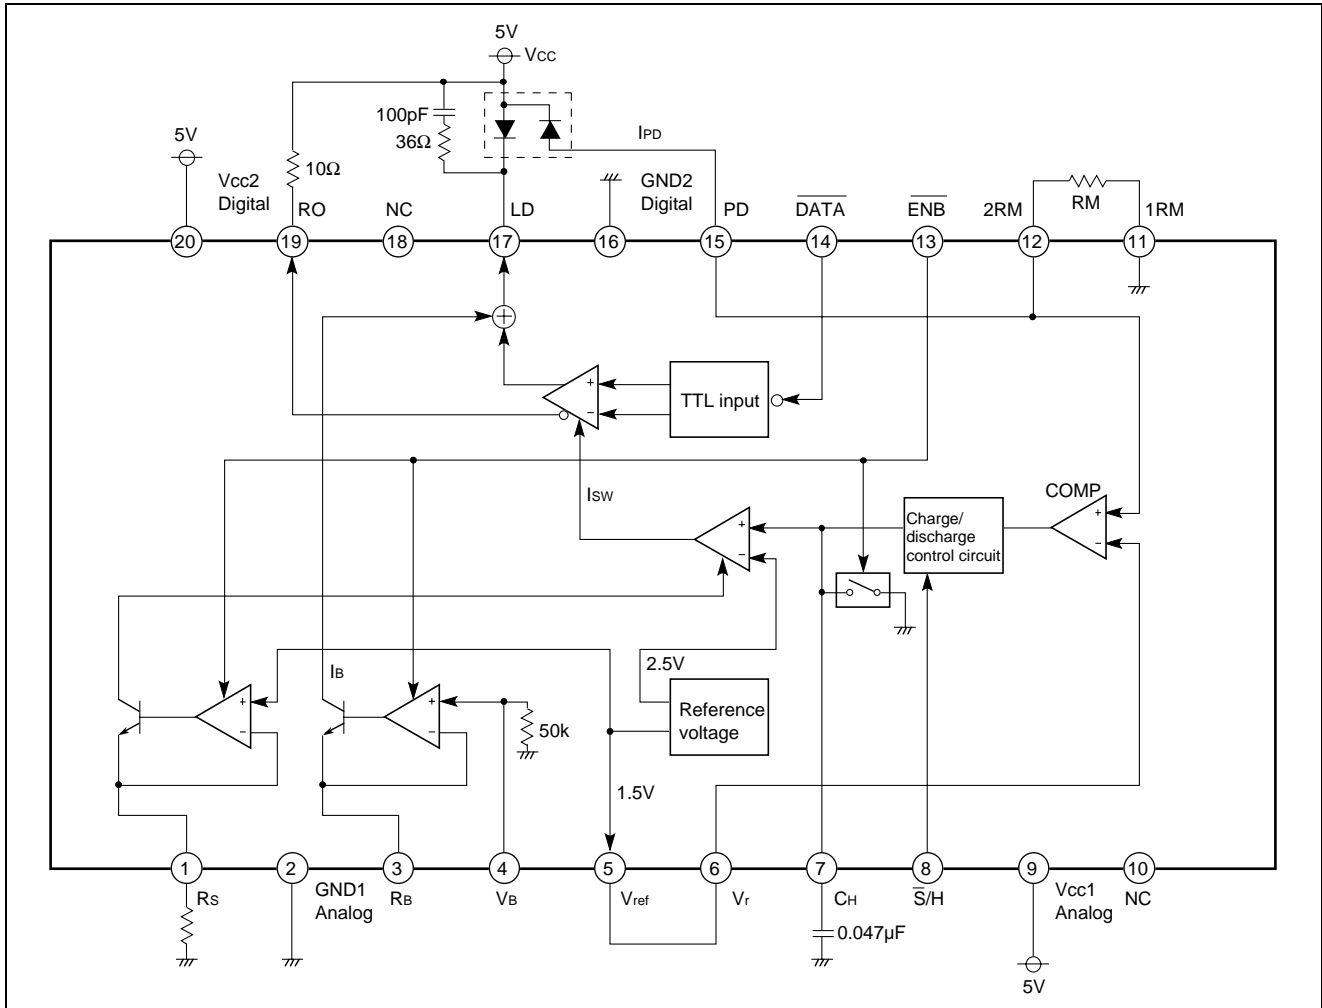 5V
VCC
100pF
36Ω
IPD
5V
10Ω
Vcc2
Digital
RO
NC
LD
GND2
Digital
PD
DATA
ENB
2RM
RM
1RM
20
19
18
17
16
15
14
13
12
11
+
+
−
TTL input
ISW
COMP
+
−
Charge/
discharge
control circuit
+
−
2.5V
IB
+
−
+
−
50k
Reference
voltage
1.5V
1
2
3
4
5
6
7
8
9
10
RS
GND1
Analog
RB
VB
Vref
Vr
CH
S/H
Vcc1
Analog
NC
0.047µF
5V